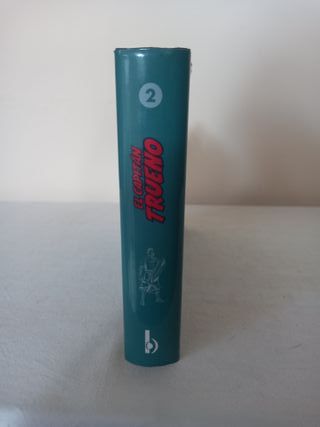 2
EL CAPITÁN
TRUENO
b